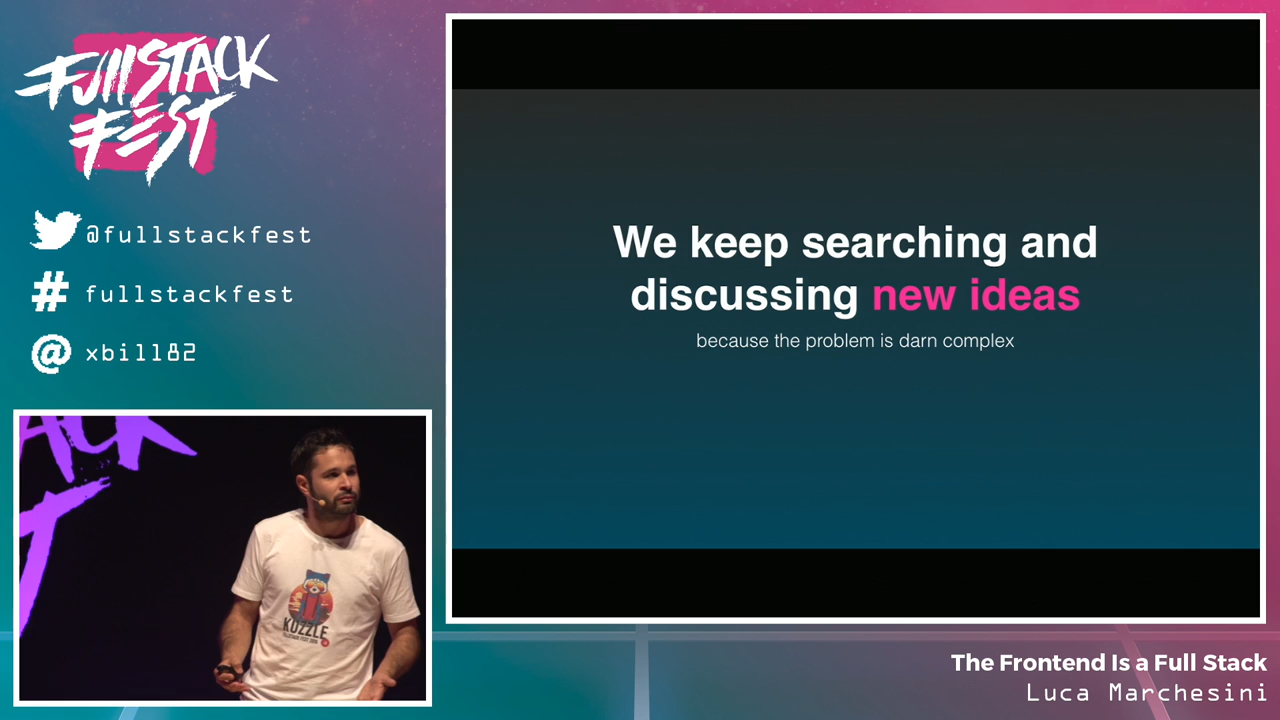 FullSTACK
FEST
@fullstackfest
# fullstackfest
@ xbill82
We keep searching and
discussing new ideas
because the problem is darn complex
ACK
T
KUZZLE
The Frontend Is a Full Stack
Luca Marchesini